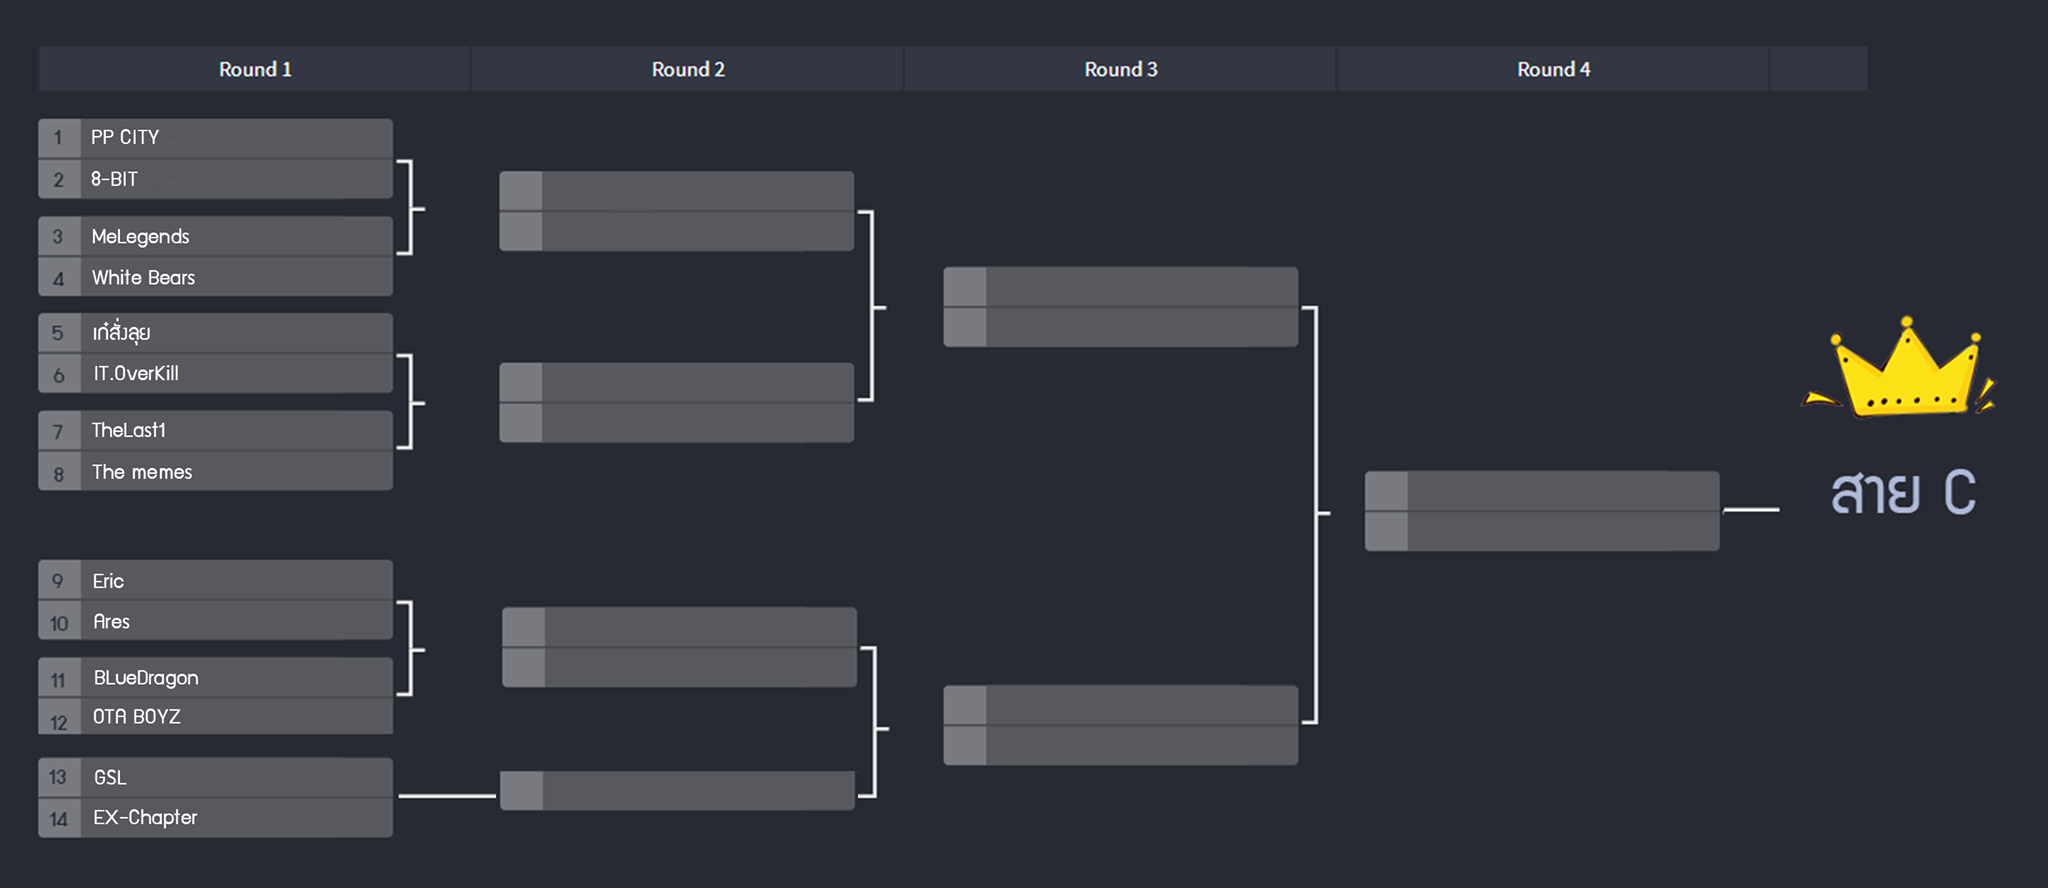 Round 1
Round 2
Round 3
Round 4
1 PP CITY
2 8-BIT
3 MeLegends
4 White Bears
5 เก๋สั่งลุย
6 IT.OverKill
7 TheLast1
8 The memes
9 Eric
10 Ares
11 BLueDragon
12 OTA BOYZ
13 GSL
14 EX-Chapter
สาย C